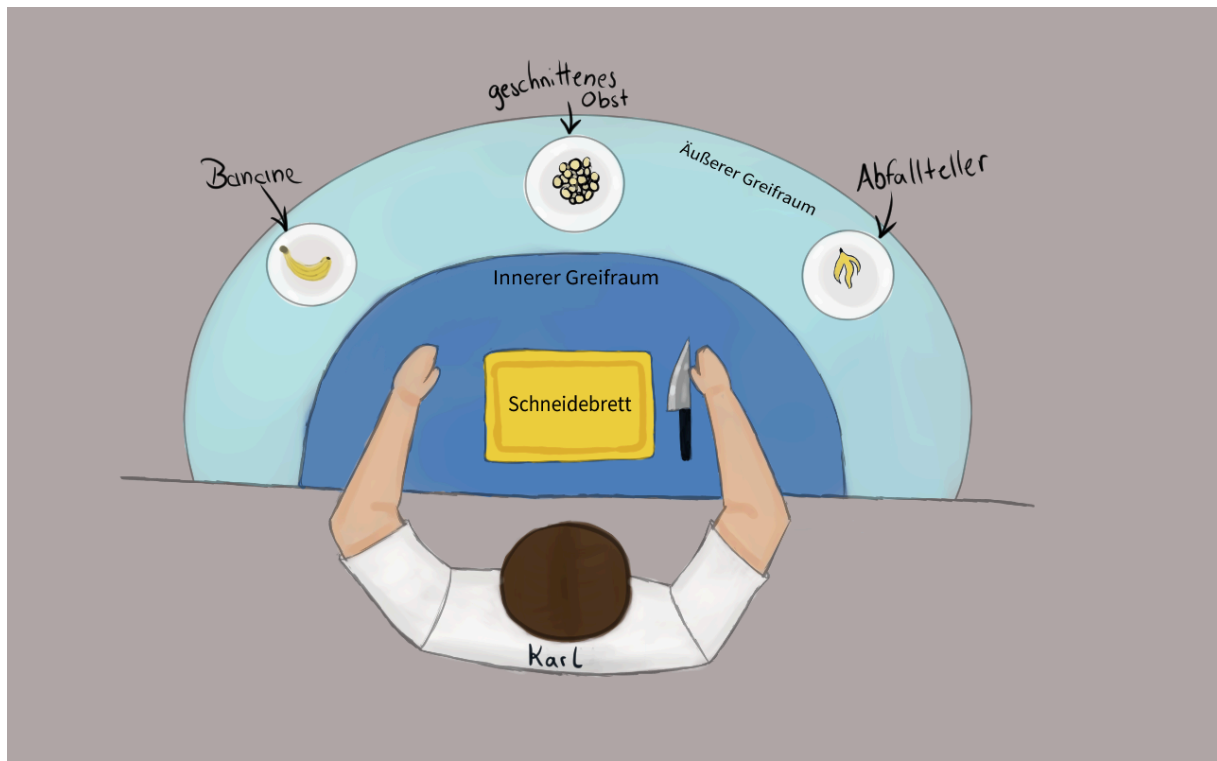 geschnittenes
Obst
Äußerer Greifraum
Banane
Abfallteller
Innerer Greifraum
Schneidebrett
Karl